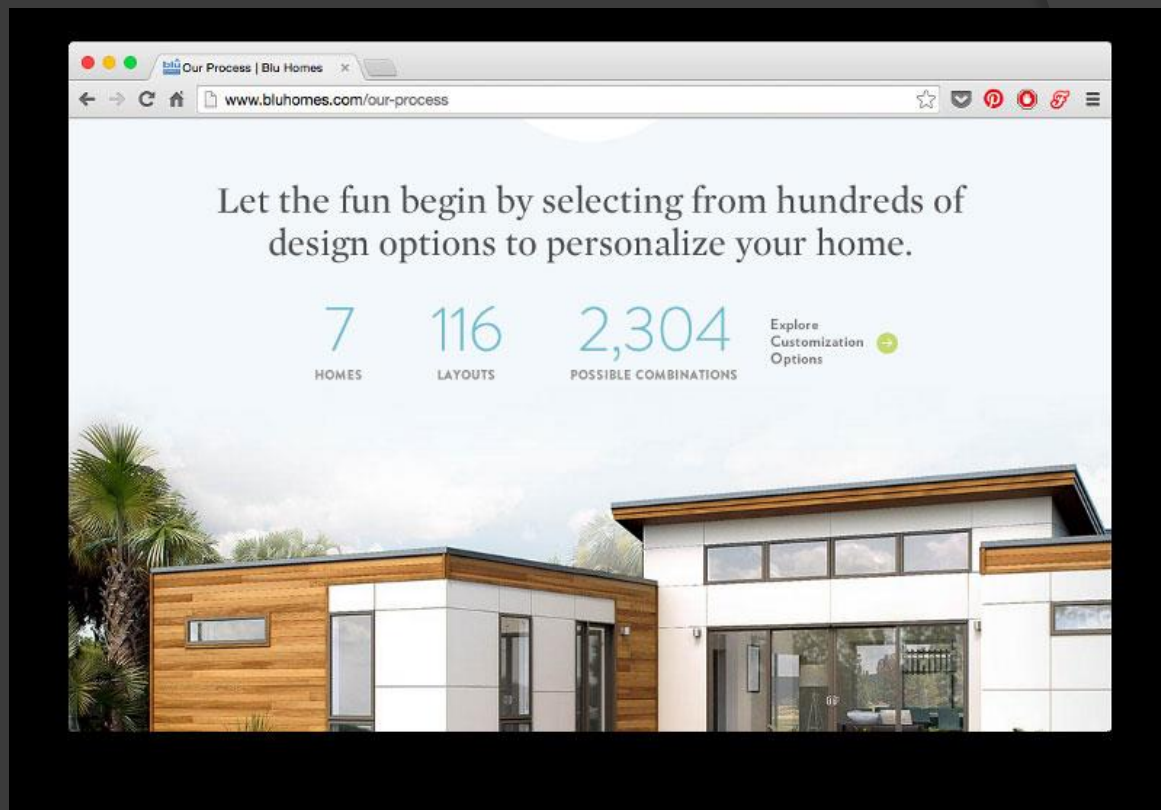 blu Our Process | Blu Homes
www.bluhomes.com/our-process
Let the fun begin by selecting from hundreds of
design options to personalize your home.
7 116 2,304
HOMES LAYOUTS POSSIBLE COMBINATIONS
Explore
Customization
Options